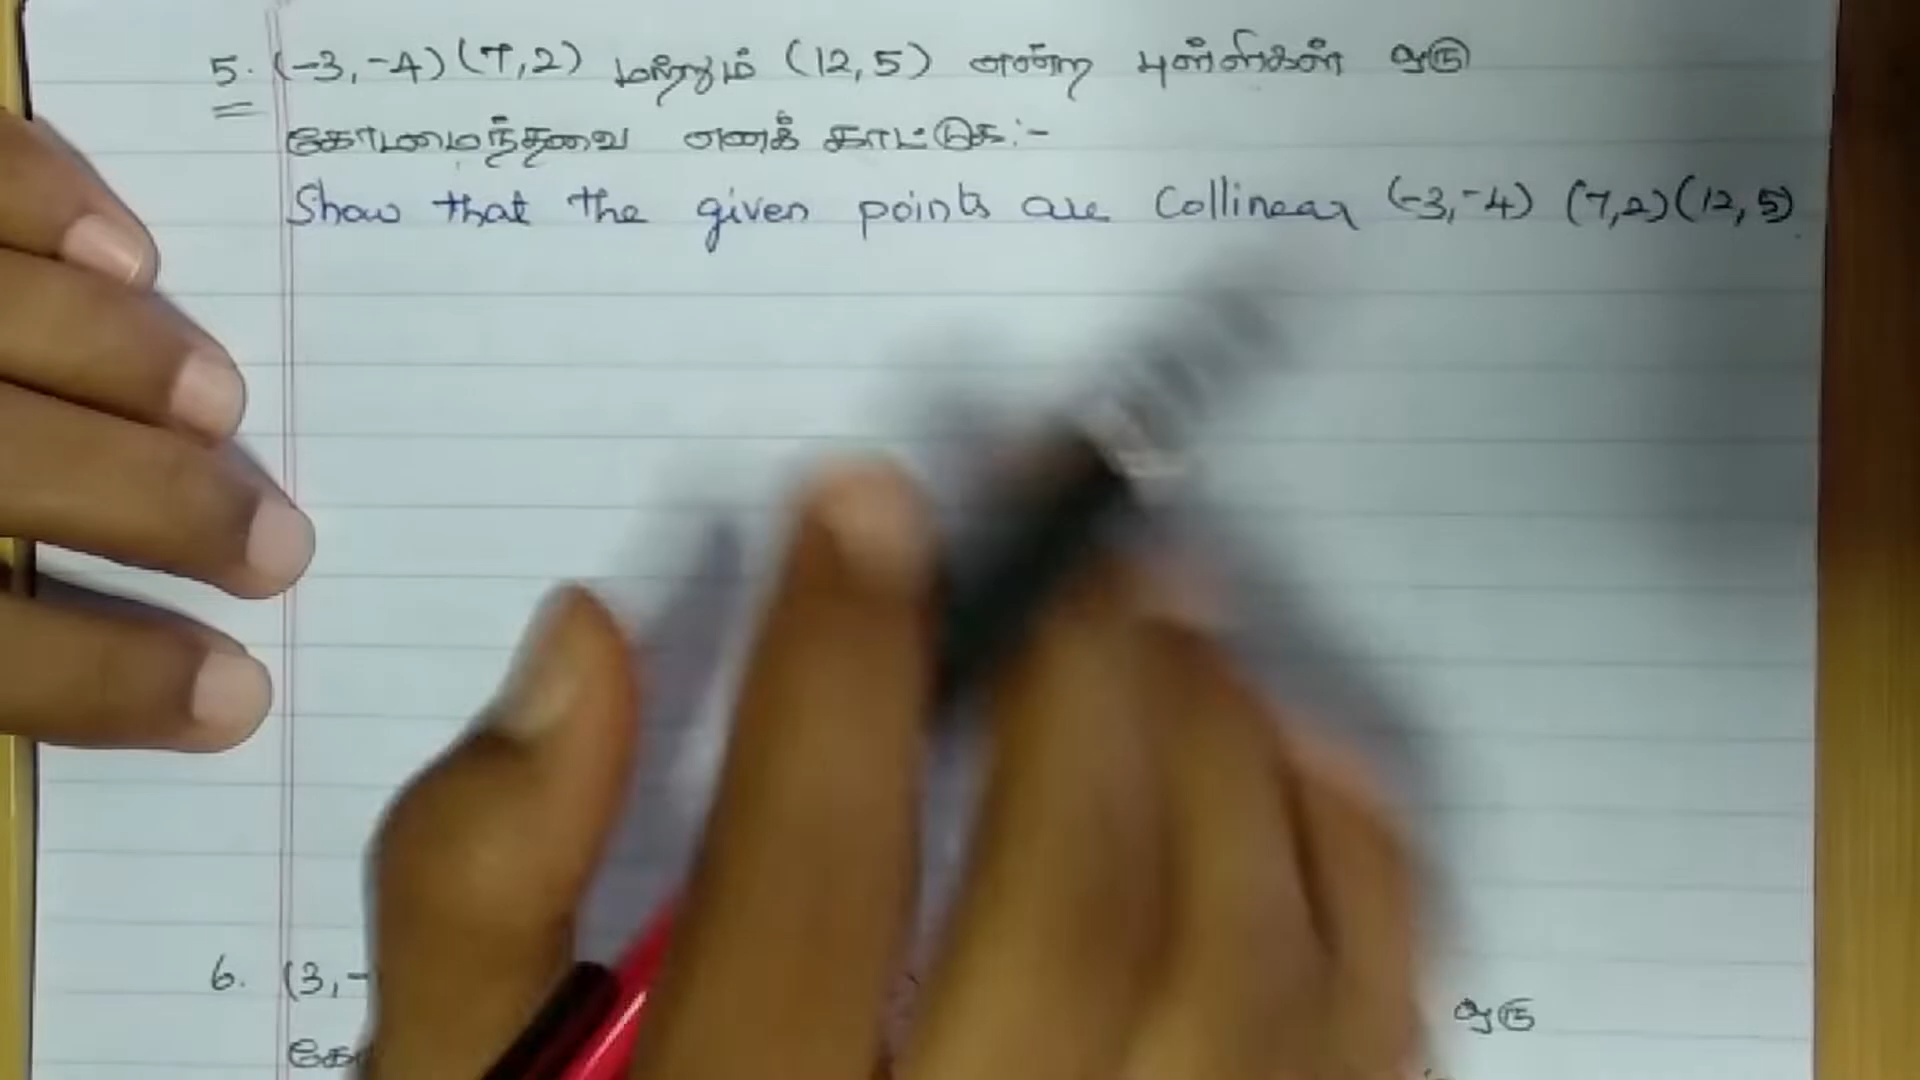 5. (-3,-4) (7,2) மற்றும் (12,5) என்ற புள்ளிகள் ஒரு
கோடமைந்தவை எனக் காட்டுக:-
Show that the given points are Collinear (-3,-4) (7,2) (12,5)
6. (3,- ஒரு